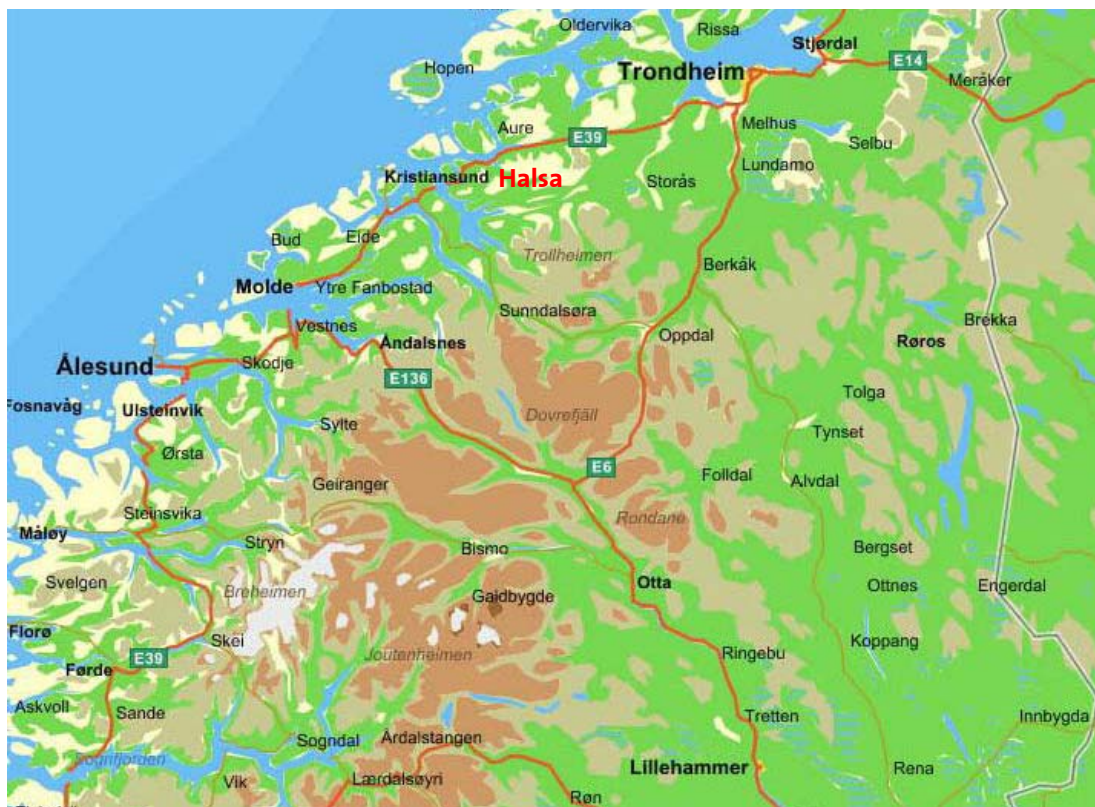 Oldervika
Rissa
Stjørdal
E14
Hopen
Trondheim
Meråker
Aure
E39
Melhus
Selbu
Kristiansund
Halsa
Storås
Lundamo
Bud
Eide
Trollheimen
Berkåk
Molde
Ytre Fanbostad
Sunndalsøra
Vestnes
Oppdal
Brekka
Røros
Ålesund
Skodje
Åndalsnes
E136
Fosnavåg
Ulsteinvik
Tolga
Sylte
Dovrefjäll
Tynset
Ørsta
E6
Folldal
Alvdal
Geiranger
Steinsvika
Rondane
Måløy
Stryn
Bismo
Bergset
Svelgen
Breheimen
Otta
Ottnes
Engerdal
Galdbygde
Florø
Skei
Koppang
E39
Joutenheimen
Ringebu
Førde
Askvoll
Sande
Tretten
Innbygda
Sogndal
Årdalstangen
Sognfjorden
Lillehammer
Rena
Vik
Lærdalsøyri
Røn